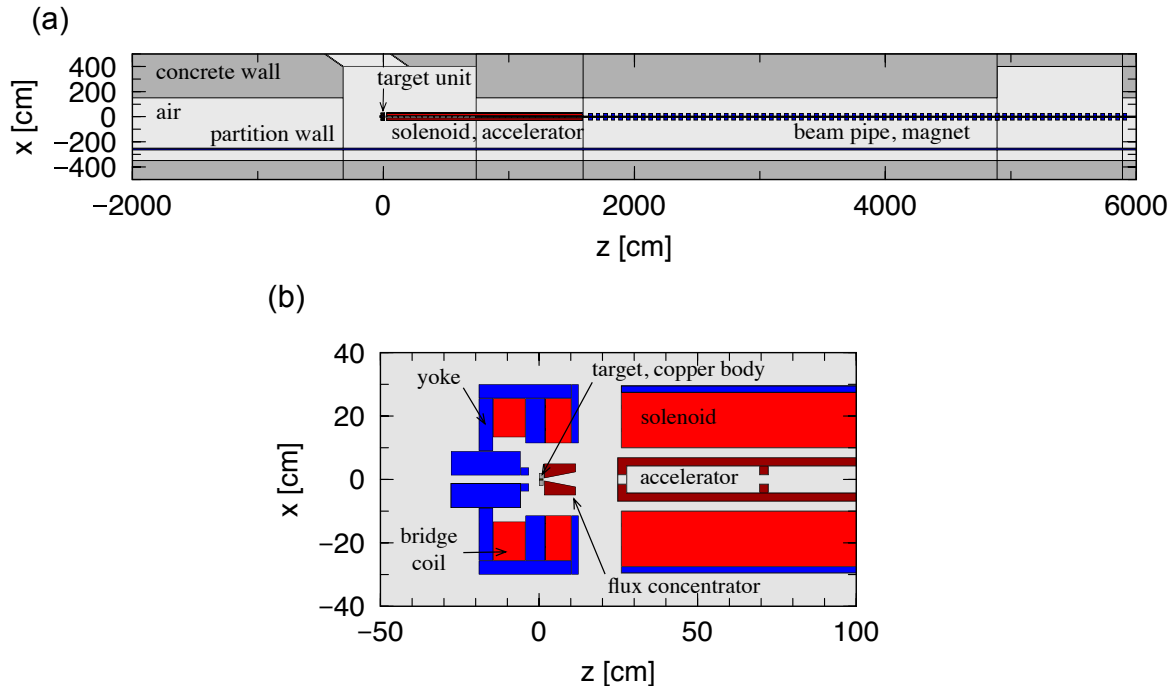 (a)
400
200
0
−200
−400
x [cm]
concrete wall
target unit
air
partition wall
solenoid, accelerator
beam pipe, magnet
−2000
0
2000
4000
6000
z [cm]
(b)
40
20
0
−20
−40
x [cm]
yoke
target, copper body
solenoid
accelerator
bridge
coil
flux concentrator
−50
0
50
100
z [cm]